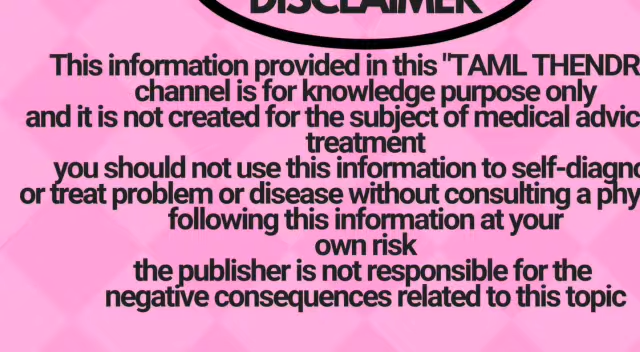 DISCLAIMER
This information provided in this "TAML THENDR
channel is for knowledge purpose only
and it is not created for the subject of medical advic
treatment
you should not use this information to self-diagno
or treat problem or disease without consulting a phy
following this information at your
own risk
the publisher is not responsible for the
negative consequences related to this topic